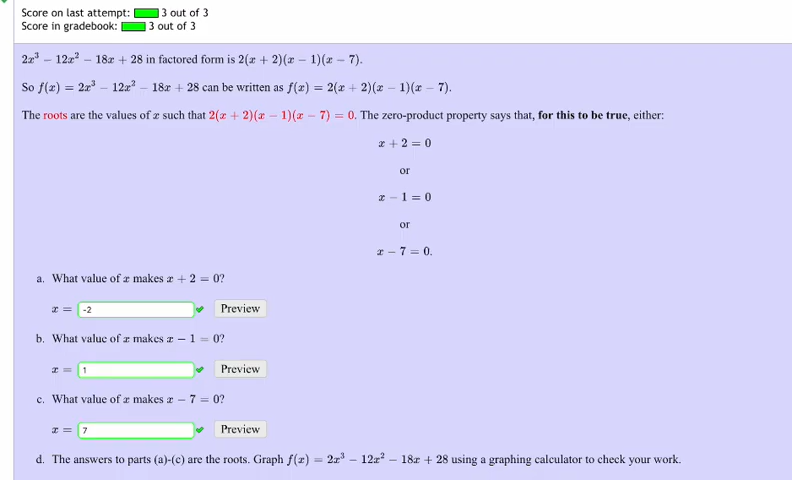 Score on last attempt: 3 out of 3
Score in gradebook: 3 out of 3
2x³ − 12x² − 18x + 28 in factored form is 2(x + 2)(x − 1)(x − 7).
So f(x) = 2x³ − 12x² − 18x + 28 can be written as f(x) = 2(x + 2)(x − 1)(x − 7).
The roots are the values of x such that 2(x + 2)(x − 1)(x − 7) = 0. The zero-product property says that, for this to be true, either:
x + 2 = 0
or
x − 1 = 0
or
x − 7 = 0.
a. What value of x makes x + 2 = 0?
x = -2 Preview
b. What value of x makes x − 1 = 0?
x = 1 Preview
c. What value of x makes x − 7 = 0?
x = 7 Preview
d. The answers to parts (a)-(c) are the roots. Graph f(x) = 2x³ − 12x² − 18x + 28 using a graphing calculator to check your work.